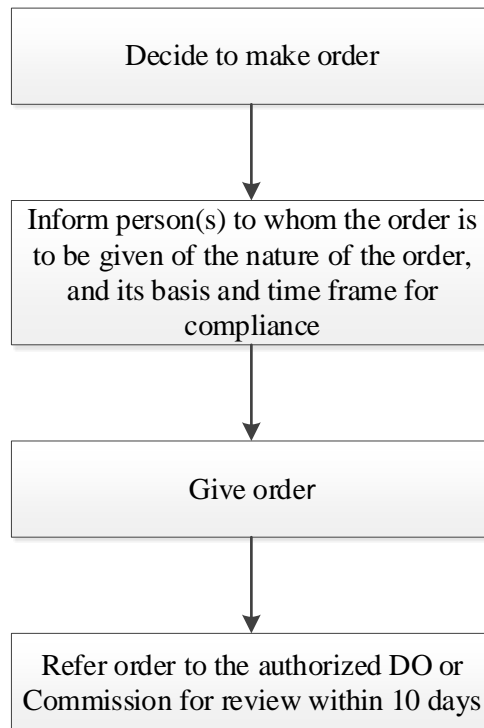 Decide to make order
Inform person(s) to whom the order is
to be given of the nature of the order,
and its basis and time frame for
compliance
Give order
Refer order to the authorized DO or
Commission for review within 10 days